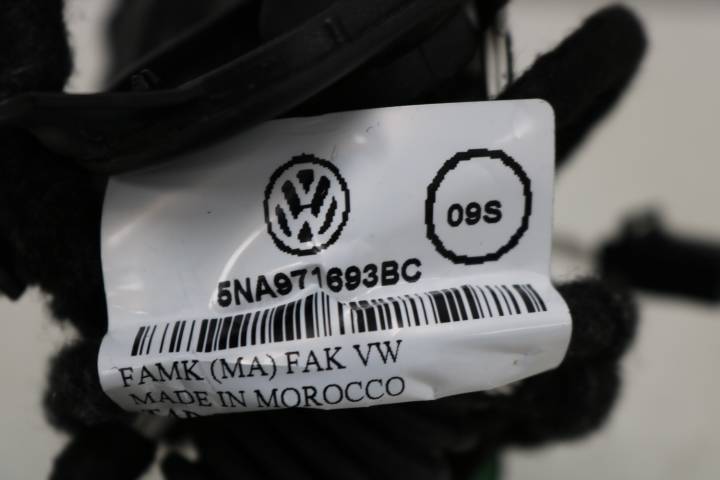 09S
5NA971693BC
FAMK (MA) FAK VW
MADE IN MOROCCO